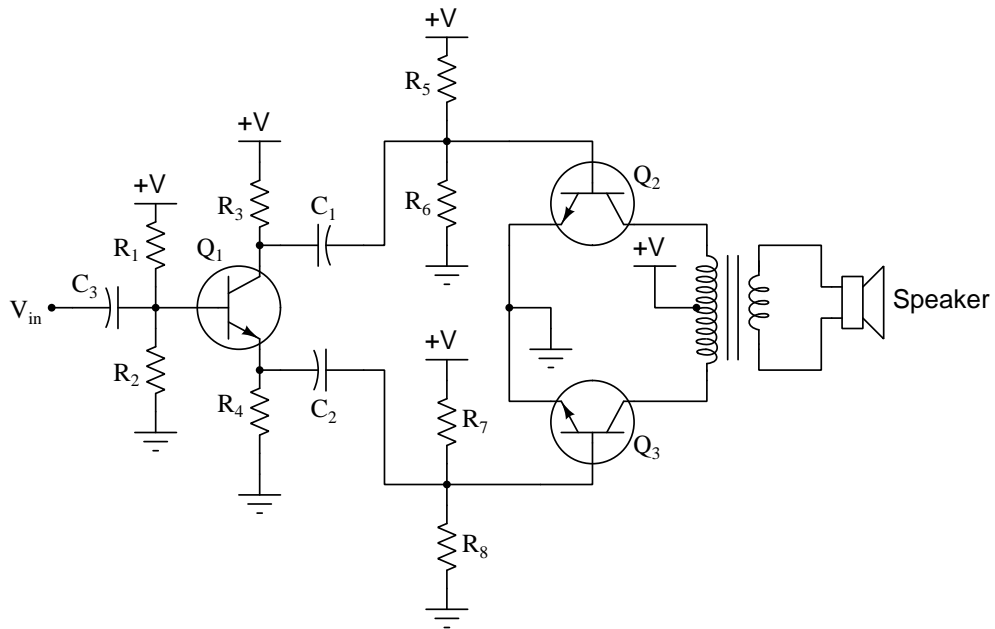 +V
R5
+V
R3
C1
R6
Q2
+V
R1
Q1
+V
C3
Vin
Speaker
R2
R4
C2
+V
R7
Q3
R8